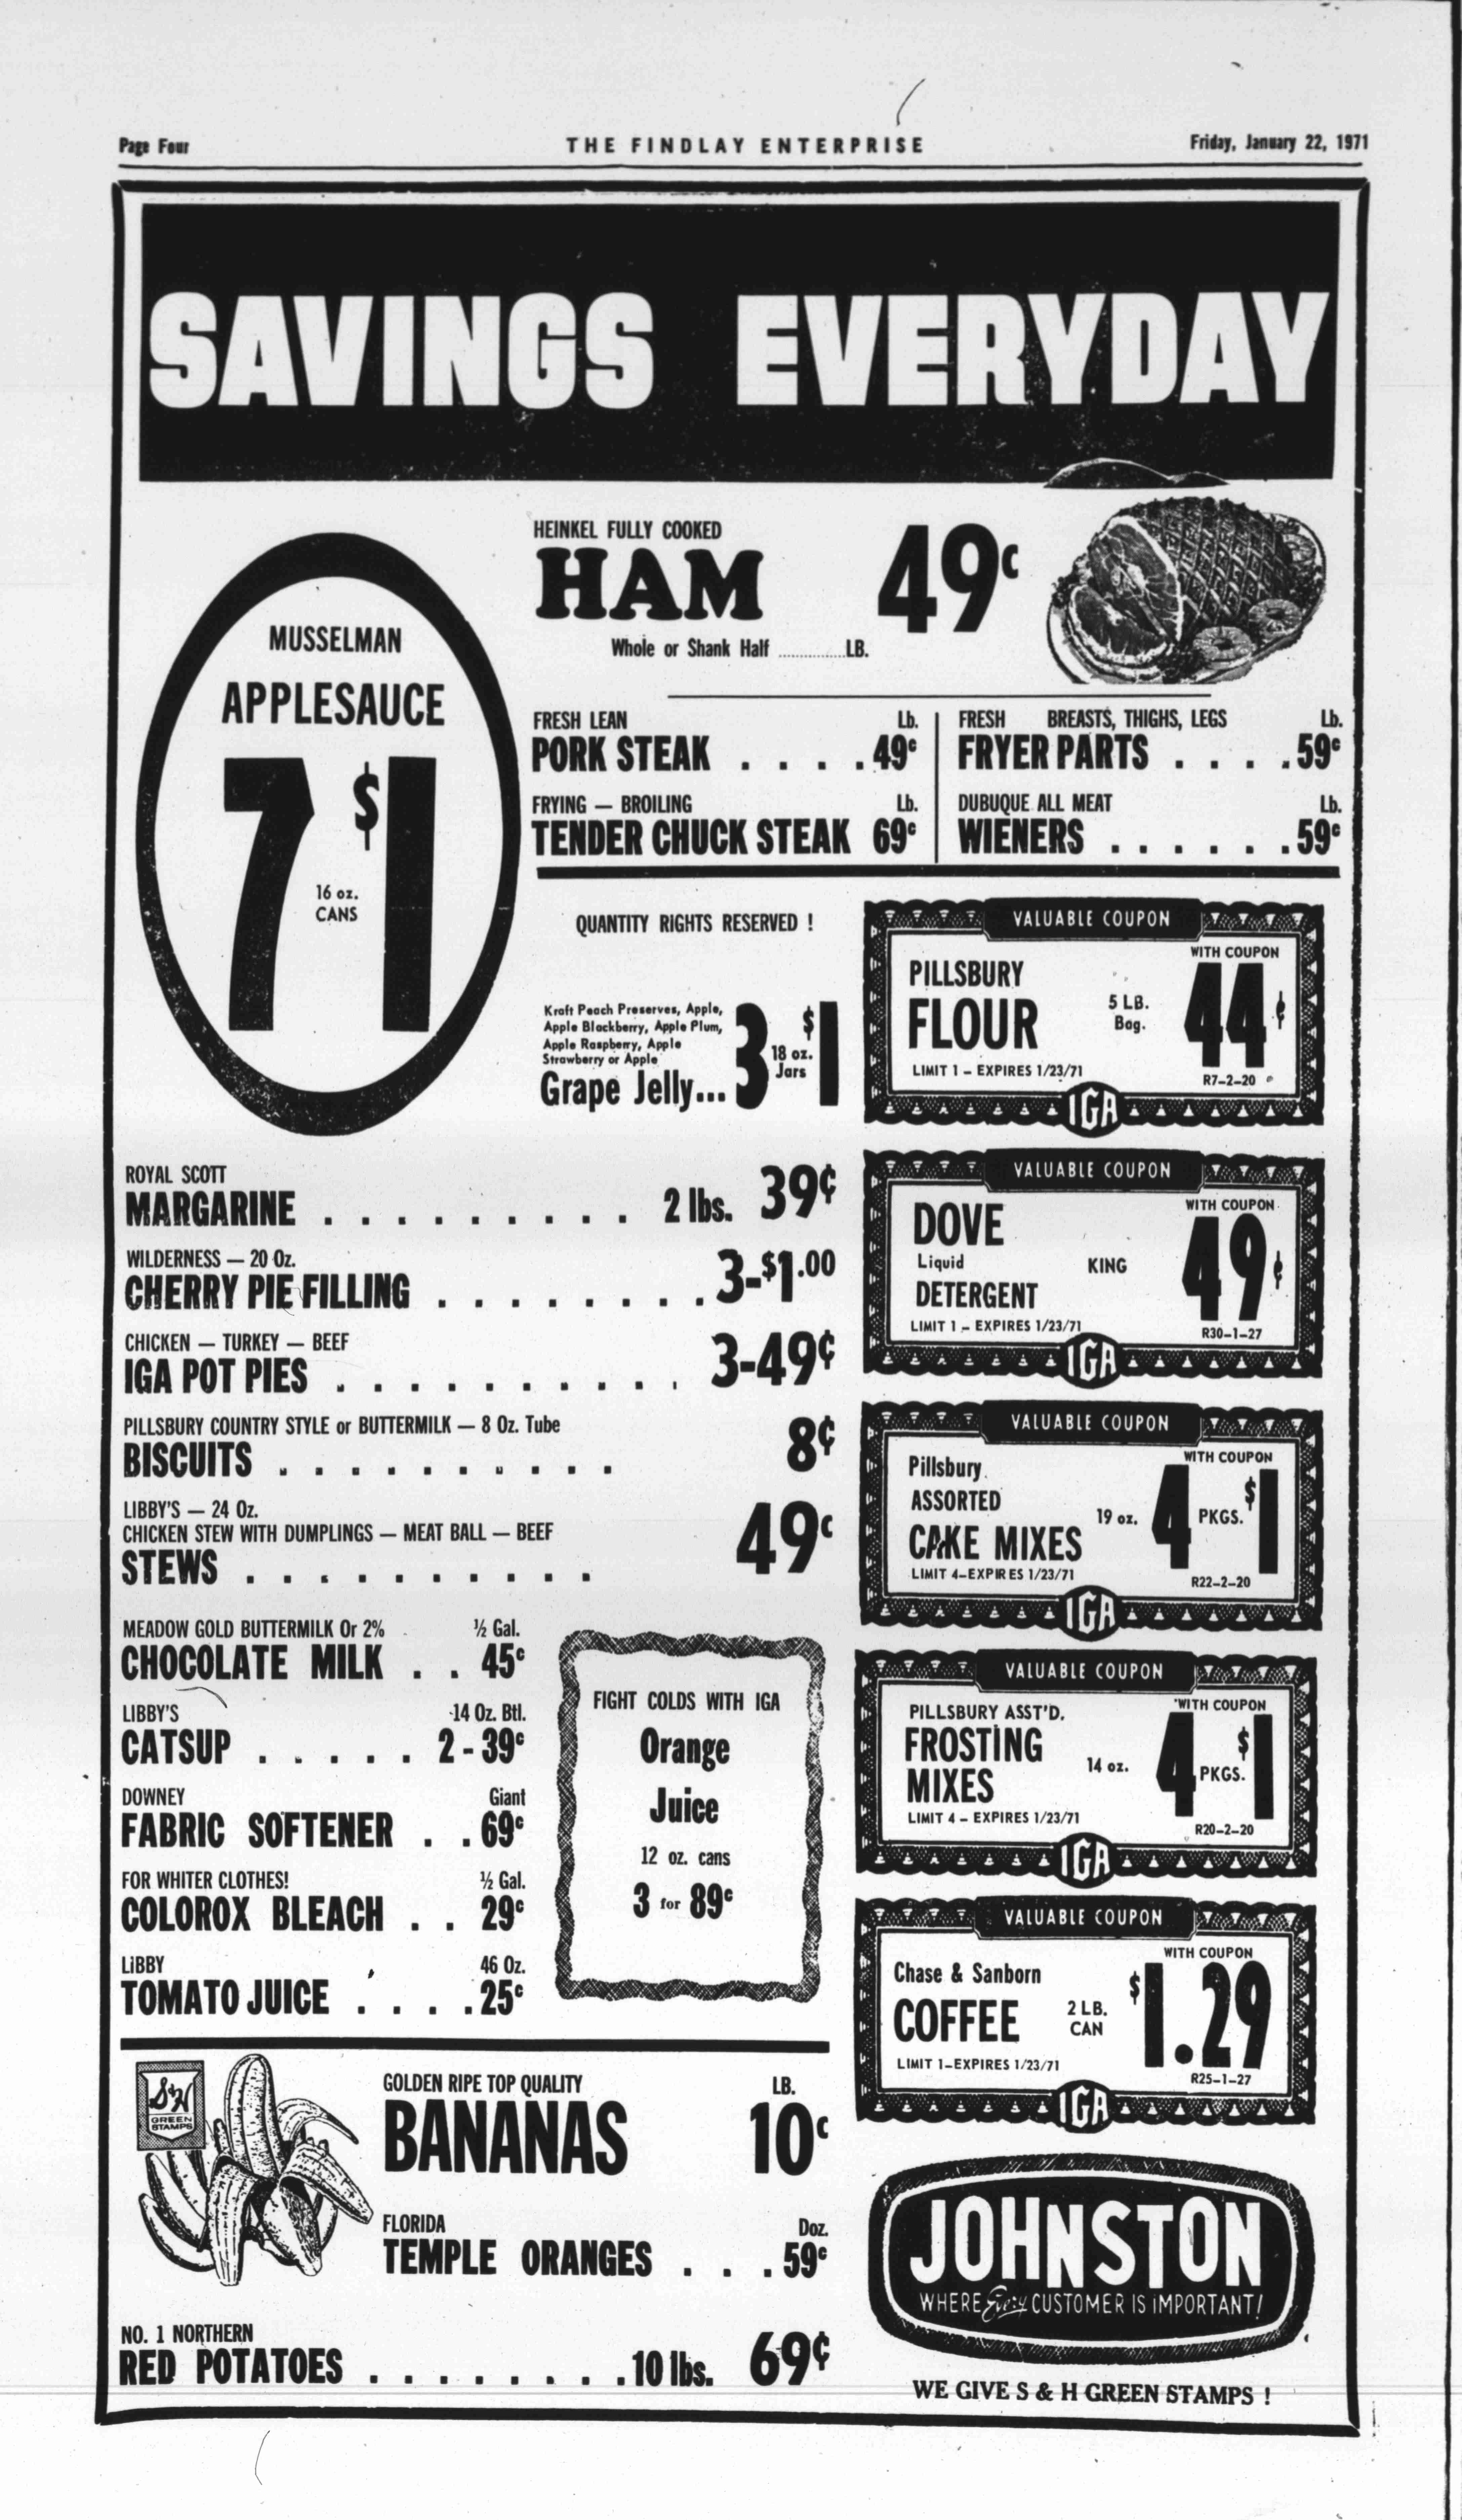 Page Four
THE FINDLAY ENTERPRISE
Friday, January 22, 1971
SAVINGS EVERYDAY
MUSSELMAN
APPLESAUCE
7 $1
16 oz.
CANS
HEINKEL FULLY COOKED
HAM 49¢
Whole or Shank Half ...............LB.
FRESH LEAN Lb.
PORK STEAK . . . . . 49¢
FRYING — BROILING Lb.
TENDER CHUCK STEAK 69¢
FRESH BREASTS, THIGHS, LEGS Lb.
FRYER PARTS . . . . . 59¢
DUBUQUE ALL MEAT Lb.
WIENERS . . . . . . . 59¢
QUANTITY RIGHTS RESERVED !
Kraft Peach Preserves, Apple,
Apple Blackberry, Apple Plum,
Apple Raspberry, Apple
Strawberry or Apple
Grape Jelly... 3 18 oz. Jars $1
ROYAL SCOTT
MARGARINE . . . . . . . . . . 2 lbs. 39¢
WILDERNESS — 20 Oz.
CHERRY PIE FILLING . . . . . . . . 3-$1.00
CHICKEN — TURKEY — BEEF
IGA POT PIES . . . . . . . . . . 3-49¢
PILLSBURY COUNTRY STYLE or BUTTERMILK — 8 Oz. Tube
BISCUITS . . . . . . . . . . 8¢
LIBBY'S — 24 Oz.
CHICKEN STEW WITH DUMPLINGS — MEAT BALL — BEEF
STEWS . . . . . . . . . . 49¢
MEADOW GOLD BUTTERMILK Or 2% ½ Gal.
CHOCOLATE MILK . . 45¢
LIBBY'S 14 Oz. Btl.
CATSUP . . . . . 2 - 39¢
DOWNEY Giant
FABRIC SOFTENER . . 69¢
FOR WHITER CLOTHES! ½ Gal.
COLOROX BLEACH . . 29¢
LIBBY 46 Oz.
TOMATO JUICE . . . . 25¢
FIGHT COLDS WITH IGA
Orange
Juice
12 oz. cans
3 for 89¢
VALUABLE COUPON
WITH COUPON
PILLSBURY
FLOUR
5 LB.
Bag.
44¢
LIMIT 1 – EXPIRES 1/23/71
R7-2-20
IGA
VALUABLE COUPON
WITH COUPON
DOVE
Liquid
DETERGENT
KING
49¢
LIMIT 1 – EXPIRES 1/23/71
R30-1-27
IGA
VALUABLE COUPON
WITH COUPON
Pillsbury
ASSORTED
CAKE MIXES
19 oz.
4 PKGS. $1
LIMIT 4–EXPIRES 1/23/71
R22-2-20
IGA
VALUABLE COUPON
WITH COUPON
PILLSBURY ASST'D.
FROSTING
MIXES
14 oz.
4 PKGS. $1
LIMIT 4 – EXPIRES 1/23/71
R20-2-20
IGA
VALUABLE COUPON
WITH COUPON
Chase & Sanborn
COFFEE
2 LB.
CAN
$1.29
LIMIT 1–EXPIRES 1/23/71
R25-1-27
IGA
S&H
GREEN
STAMPS
GOLDEN RIPE TOP QUALITY LB.
BANANAS 10¢
FLORIDA Doz.
TEMPLE ORANGES . . . 59¢
NO. 1 NORTHERN
RED POTATOES . . . . . . . . 10 lbs. 69¢
JOHNSTON
WHERE Every CUSTOMER IS IMPORTANT!
WE GIVE S & H GREEN STAMPS !